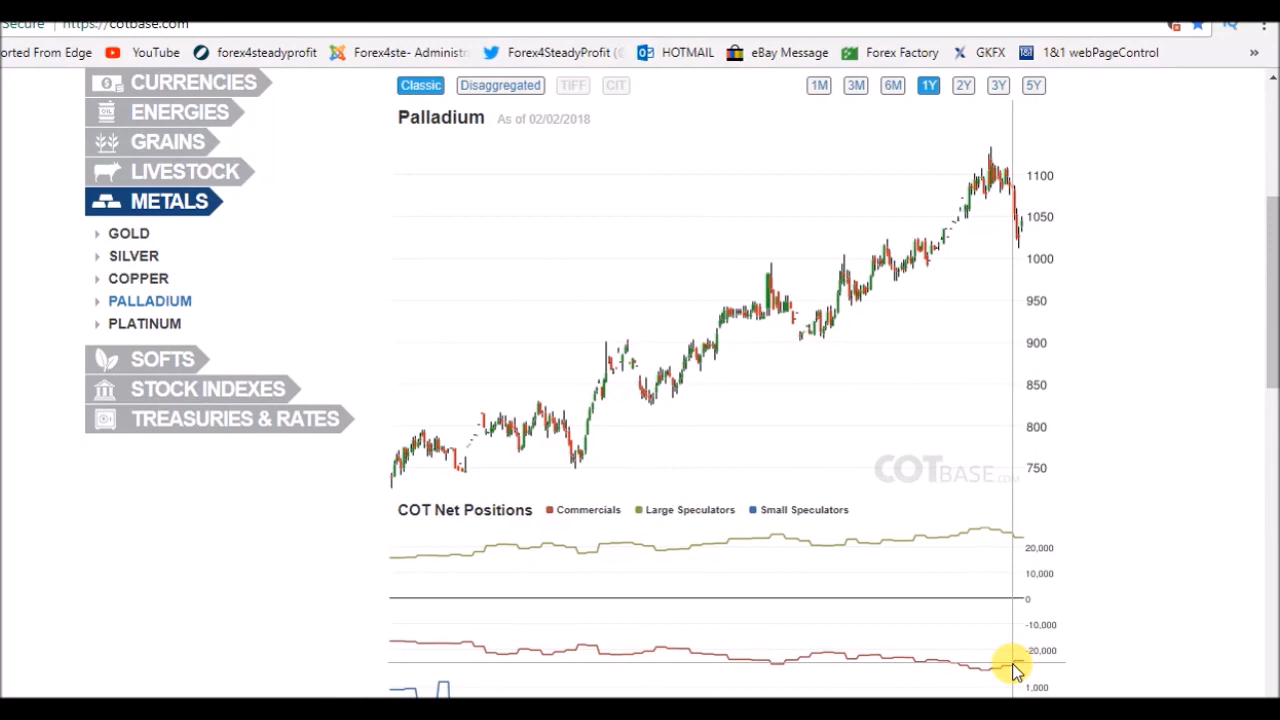 Secure https://cotbase.com
orted From Edge YouTube forex4steadyprofit Forex4ste- Administr Forex4SteadyProfit (@ HOTMAIL eBay Message Forex Factory GKFX 1&1 webPageControl »
CURRENCIES
ENERGIES
GRAINS
LIVESTOCK
METALS
GOLD
SILVER
COPPER
PALLADIUM
PLATINUM
SOFTS
STOCK INDEXES
TREASURIES & RATES
Classic Disaggregated TIFF CIT 1M 3M 6M 1Y 2Y 3Y 5Y
Palladium As of 02/02/2018
1100
1050
1000
950
900
850
800
750
COTBASE.COM
COT Net Positions Commercials Large Speculators Small Speculators
20,000
10,000
0
-10,000
-20,000
1,000